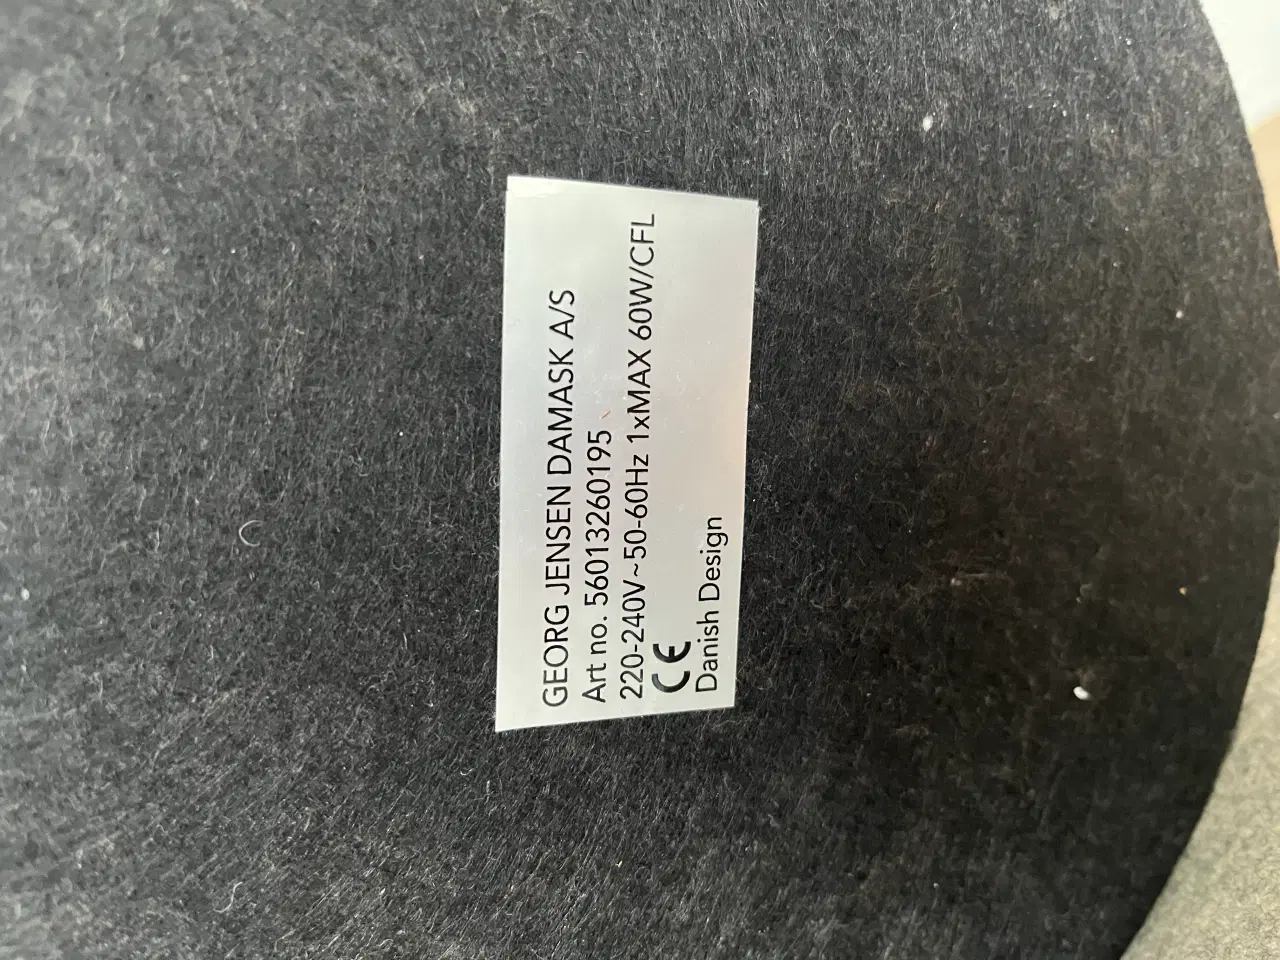 GEORG JENSEN DAMASK A/S
Art no. 56013260195
220-240V~50-60Hz 1xMAX 60W/CFL
CE
Danish Design